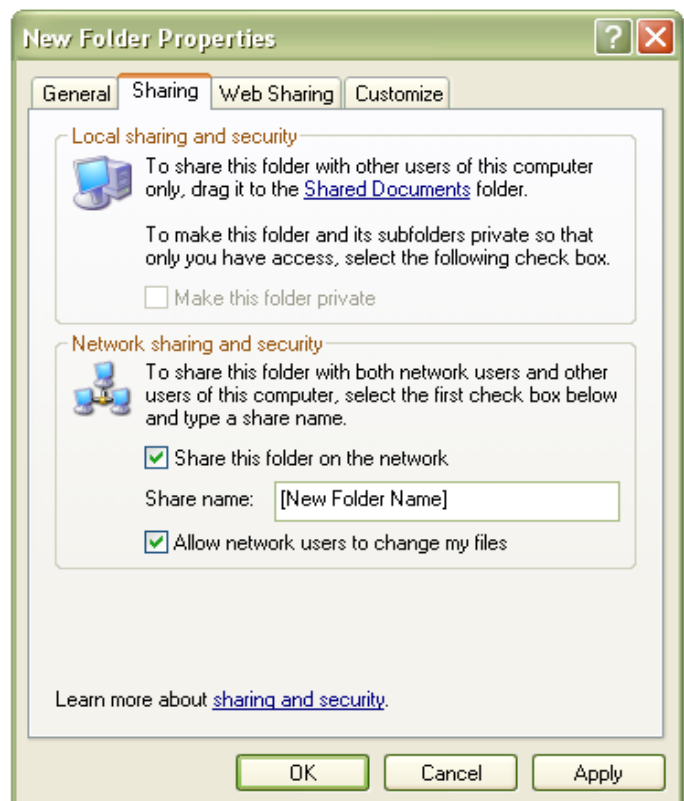 New Folder Properties
?
X
General Sharing Web Sharing Customize
Local sharing and security
To share this folder with other users of this computer
only, drag it to the Shared Documents folder.
To make this folder and its subfolders private so that
only you have access, select the following check box.
Make this folder private
Network sharing and security
To share this folder with both network users and other
users of this computer, select the first check box below
and type a share name.
Share this folder on the network
Share name: [New Folder Name]
Allow network users to change my files
Learn more about sharing and security.
OK Cancel Apply